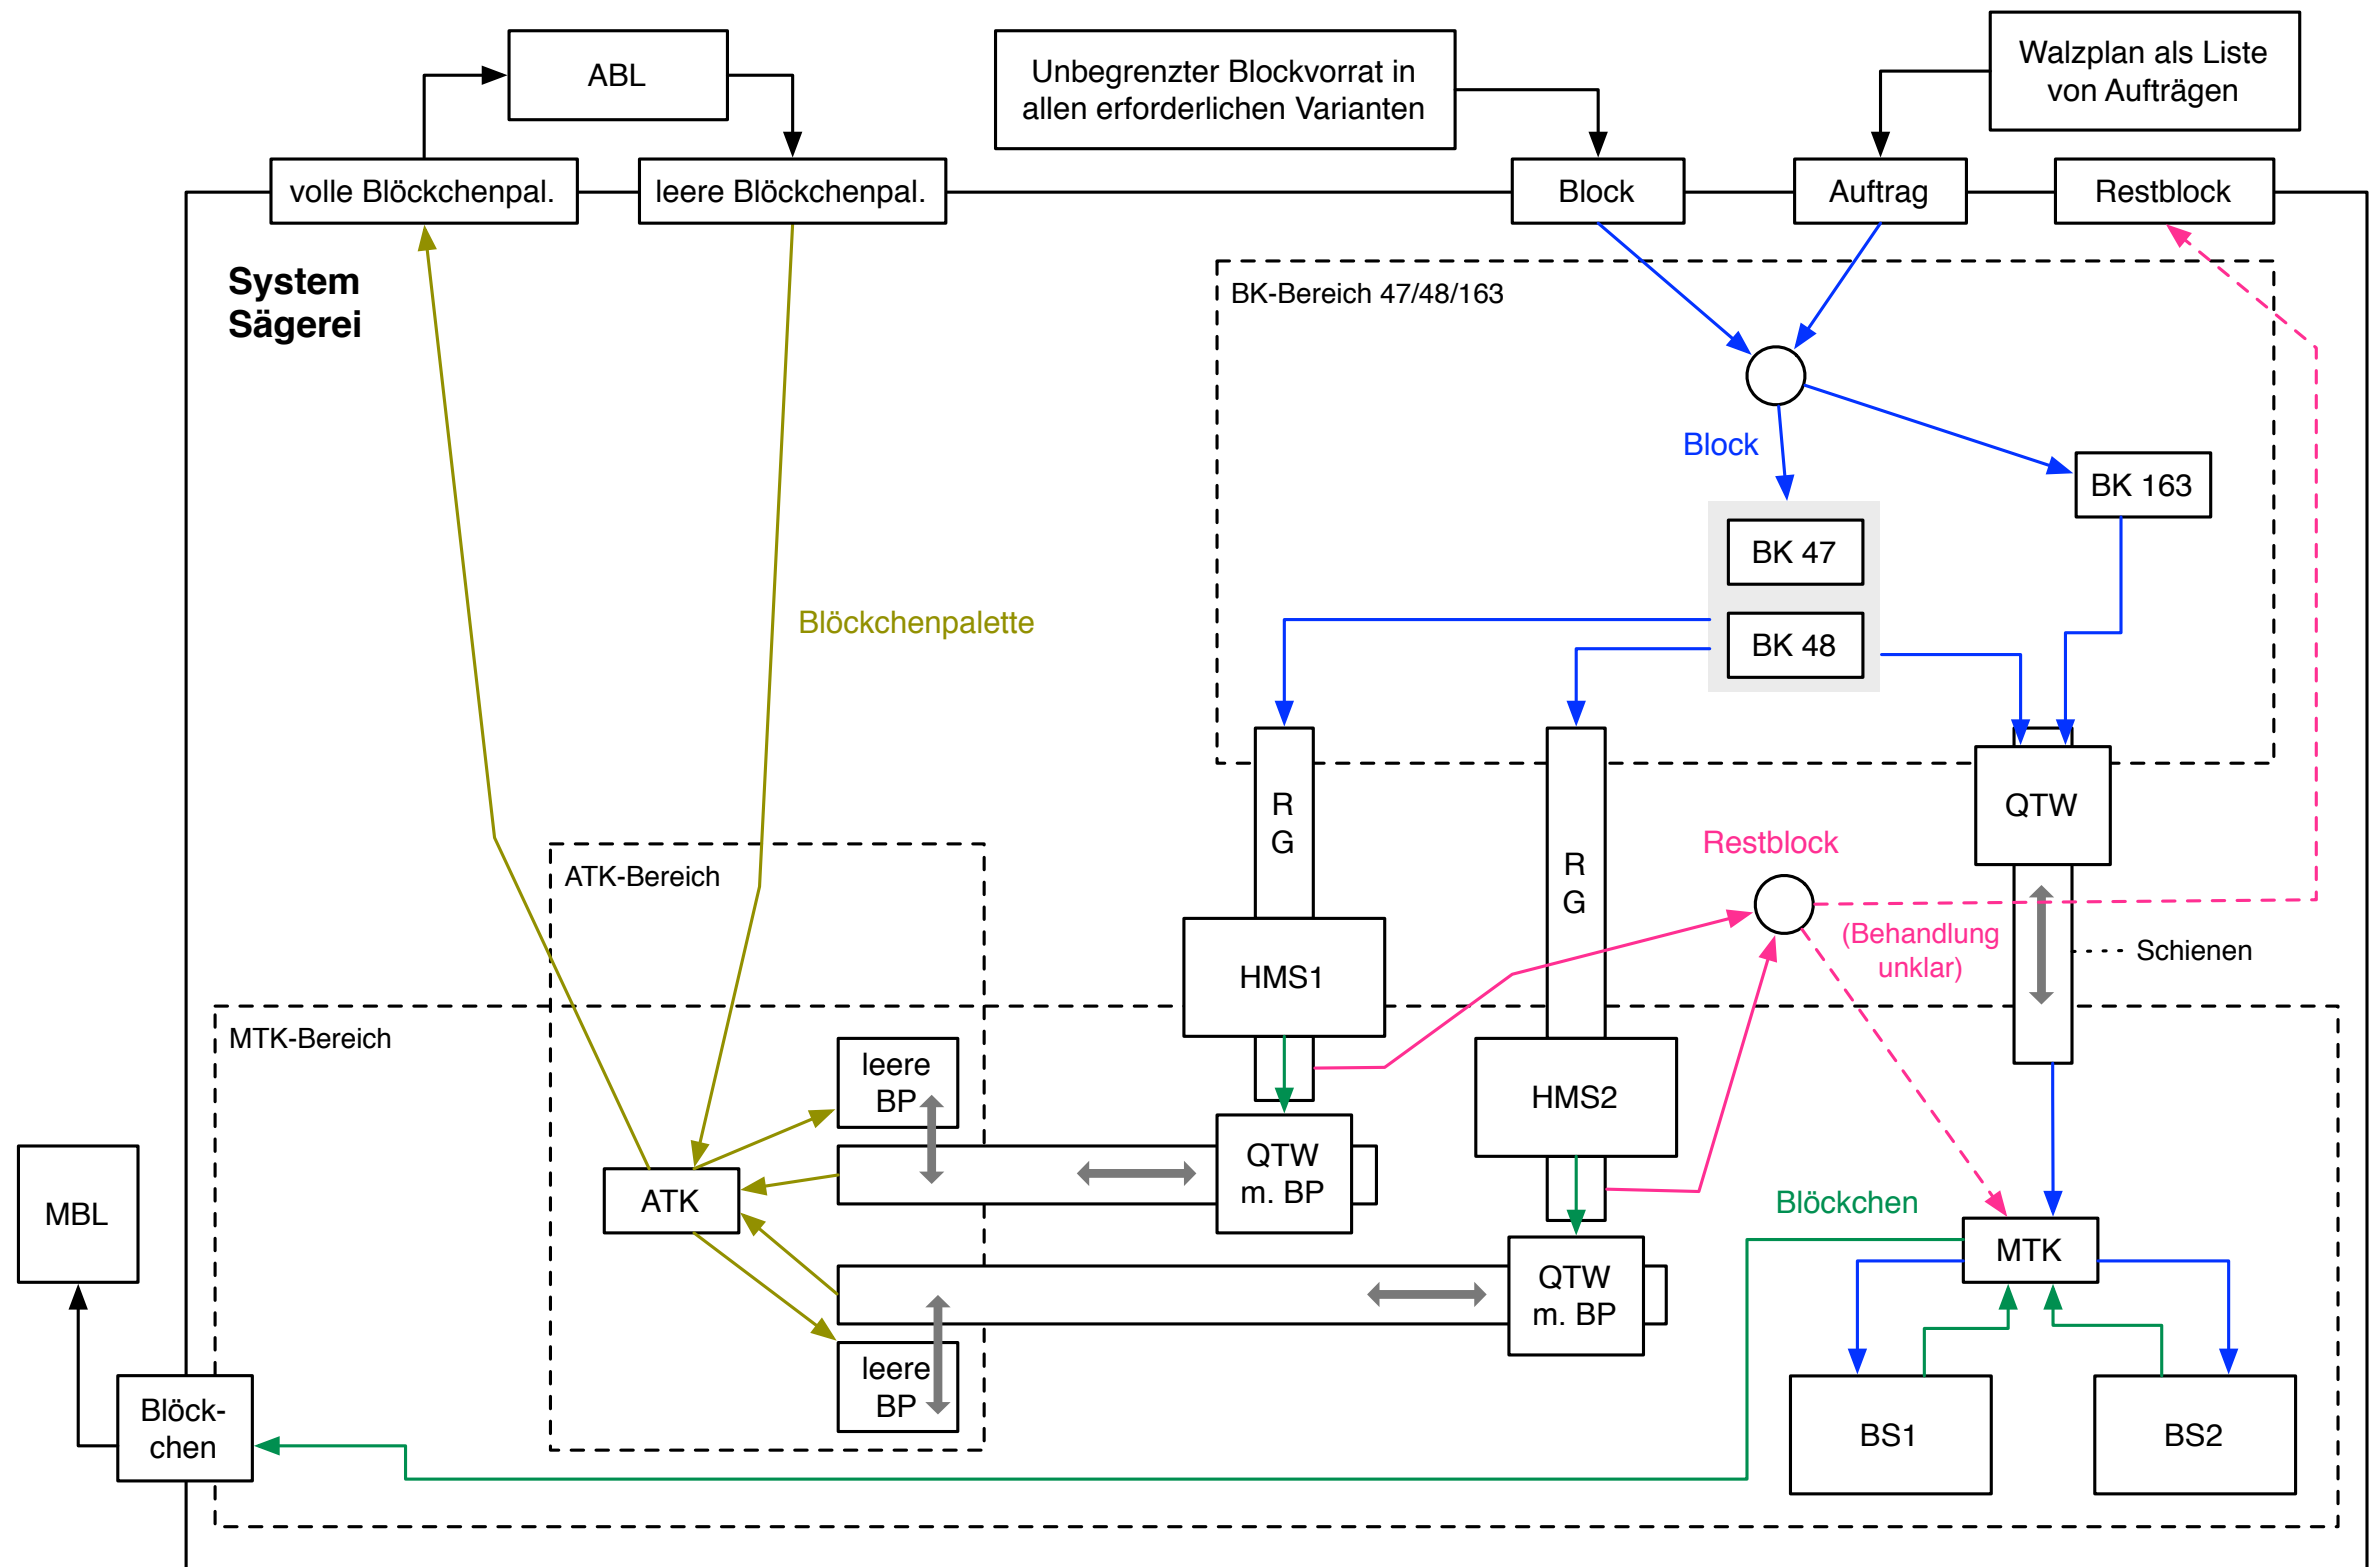 ABL
Unbegrenzter Blockvorrat in
allen erforderlichen Varianten
Walzplan als Liste
von Aufträgen
volle Blöckchenpal.
leere Blöckchenpal.
Block
Auftrag
Restblock
System
Sägerei
BK-Bereich 47/48/163
Block
BK 163
BK 47
BK 48
Blöckchenpalette
R
G
R
G
QTW
Restblock
(Behandlung
unklar)
Schienen
ATK-Bereich
HMS1
MTK-Bereich
leere
BP
HMS2
QTW
m. BP
ATK
MBL
Blöckchen
MTK
QTW
m. BP
leere
BP
Blöck-
chen
BS1
BS2